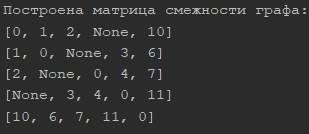 Построена матрица смежности графа:
[0, 1, 2, None, 10]
[1, 0, None, 3, 6]
[2, None, 0, 4, 7]
[None, 3, 4, 0, 11]
[10, 6, 7, 11, 0]